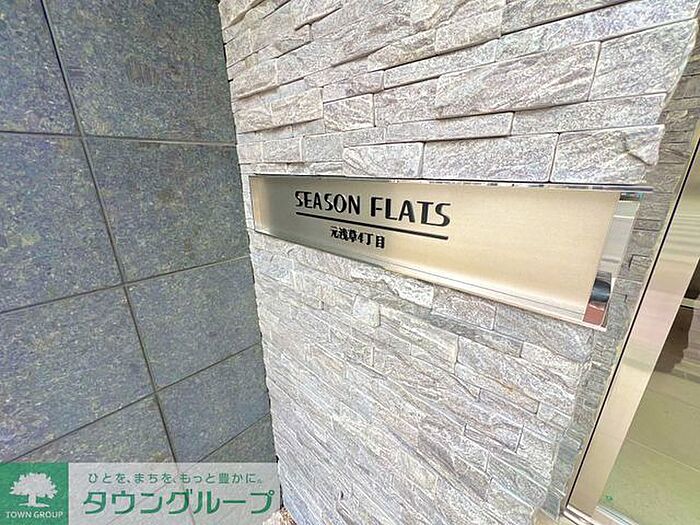 SEASON FLATS
元浅草4丁目
ひとを、まちを、もっと豊かに。
タウングループ
TOWN GROUP